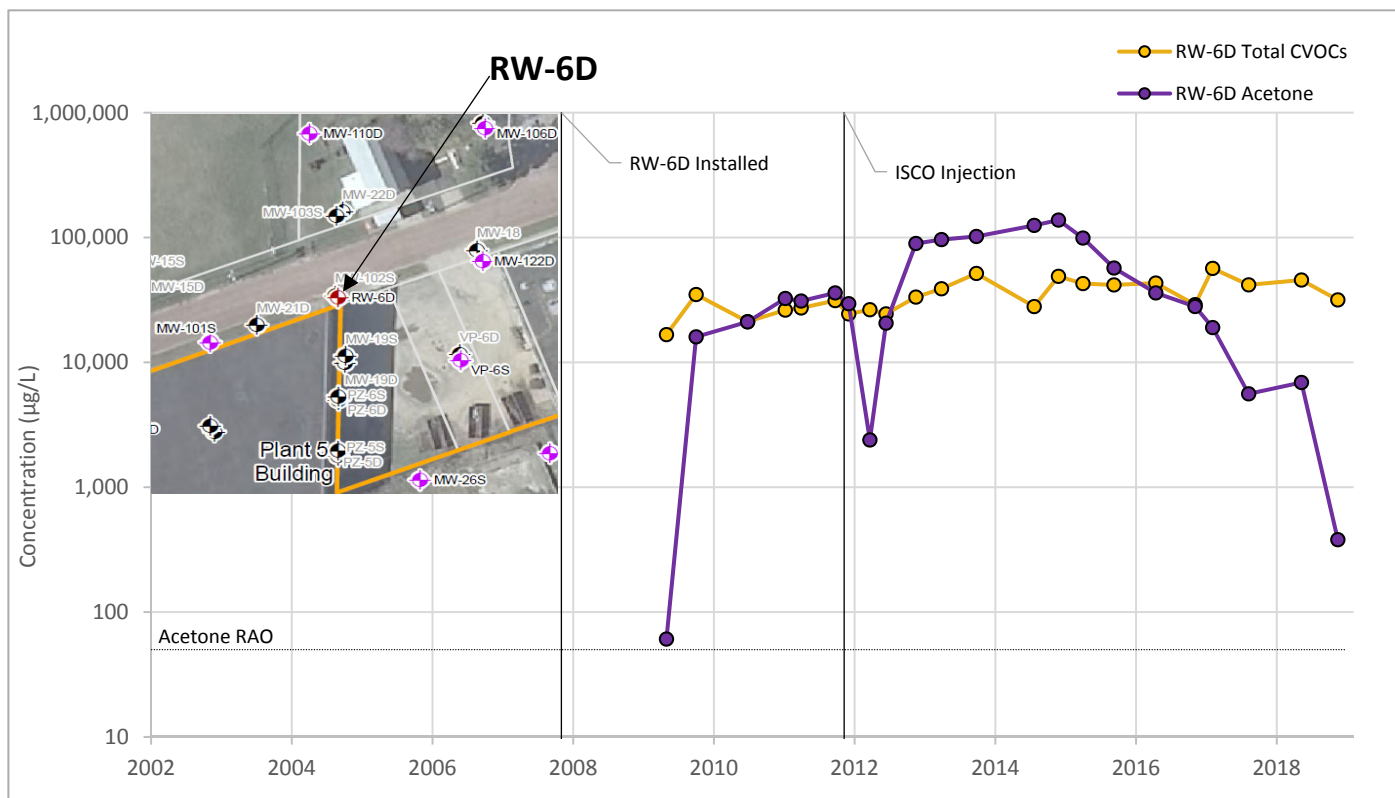 RW-6D
RW-6D Total CVOCs
RW-6D Acetone
1,000,000
100,000
10,000
1,000
100
10
Concentration (µg/L)
RW-6D Installed
ISCO Injection
Acetone RAO
MW-110D
MW-106D
MW-22D
MW-103S
MW-18
MW-122D
MW-15D
MW-102S
RW-6D
MW-21D
MW-101S
MW-19S
MW-19D
VP-6D
VP-6S
PZ-6S
PZ-6D
D
Plant 5
Building
PZ-5S
PZ-5D
MW-26S
2002
2004
2006
2008
2010
2012
2014
2016
2018